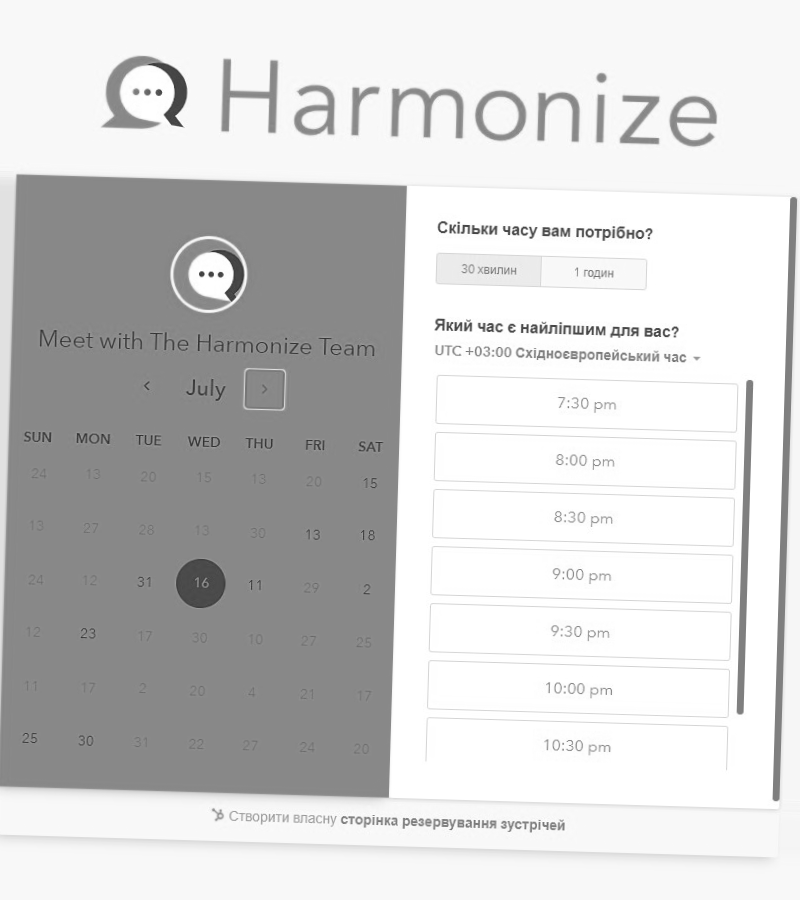 Harmonize
Meet with The Harmonize Team
July
SUN MON TUE WED THU FRI SAT
24 13 20 15 13 20 15
13 27 28 13 30 13 18
24 12 31 16 11 29 2
12 23 17 30 10 27 25
11 17 2 20 4 21 17
25 30 31 22 27 24 20
Скільки часу вам потрібно?
30 хвилин 1 годин
Який час є найліпшим для вас?
UTC +03:00 Східноєвропейський час
7:30 pm
8:00 pm
8:30 pm
9:00 pm
9:30 pm
10:00 pm
10:30 pm
Створити власну сторінка резервування зустрічей